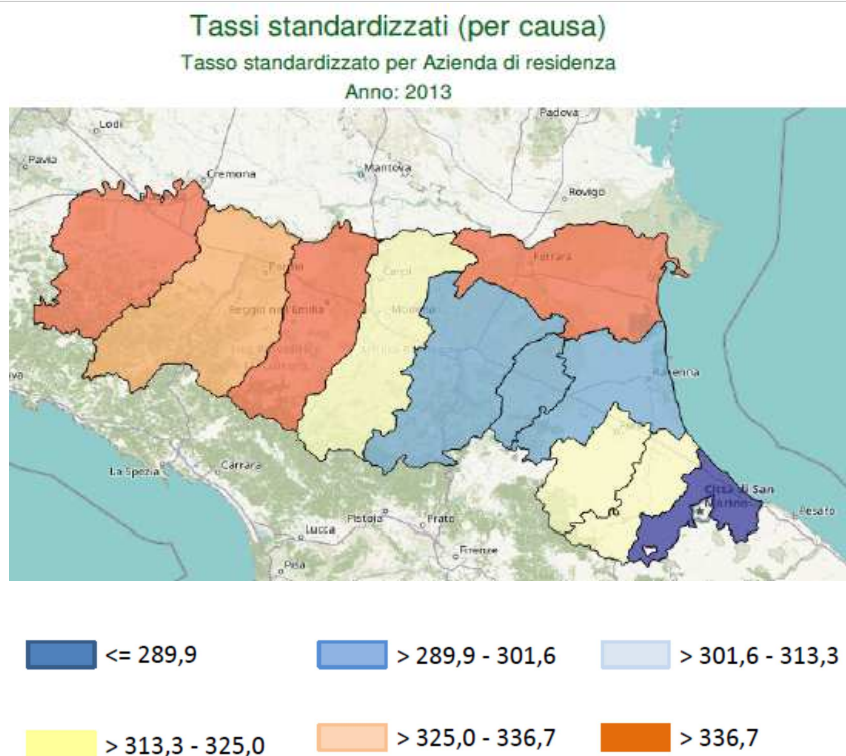 Tassi standardizzati (per causa)
Tasso standardizzato per Azienda di residenza
Anno: 2013
Padova
Lodi
Pavia
Cremona
Mantova
Rovigo
Ferrara
Parma
Carpi
Reggio nell'Emilia
Modena
Ravenna
La Spezia
Carrara
Città di San
Marino
Pesaro
Pistoia
Prato
Lucca
Firenze
Pisa
<= 289,9
> 289,9 - 301,6
> 301,6 - 313,3
> 313,3 - 325,0
> 325,0 - 336,7
> 336,7